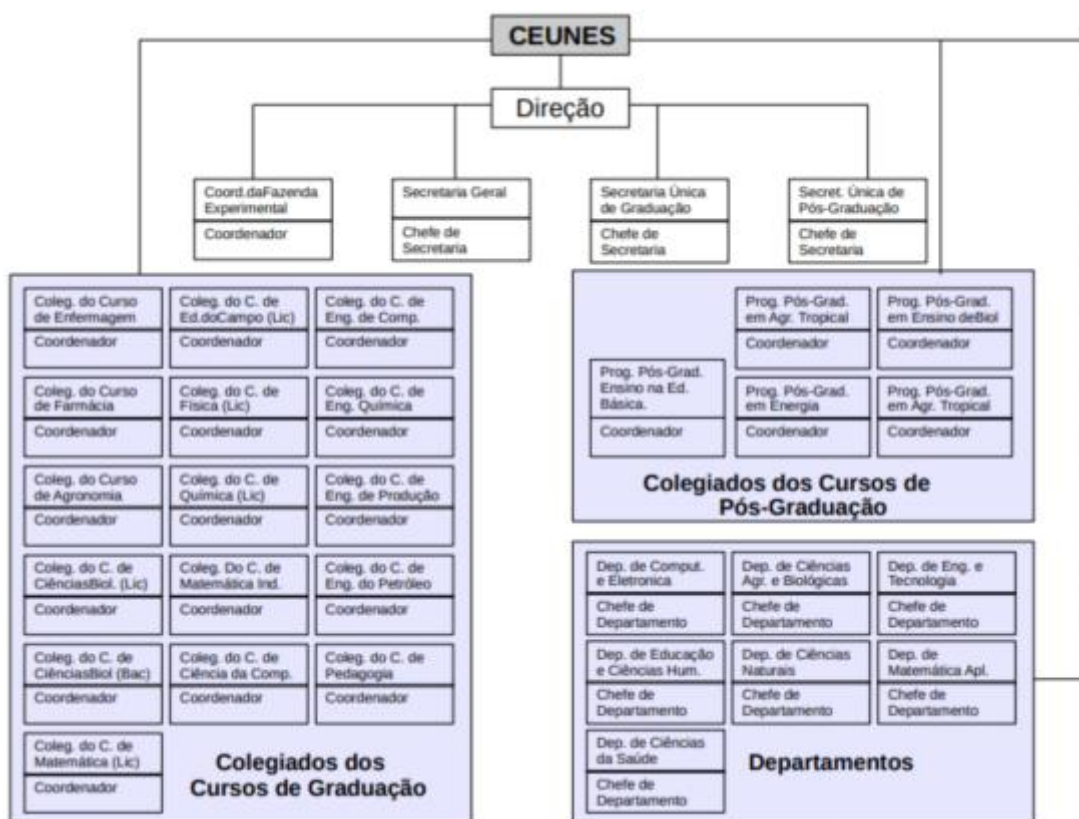 CEUNES
Direção
Coord.daFazenda
Experimental
Coordenador
Secretaria Geral
Chefe de
Secretaria
Secretaria Única
de Graduação
Chefe de
Secretaria
Secret. Única de
Pós-Graduação
Chefe de
Secretaria
Coleg. do Curso
de Enfermagem
Coordenador
Coleg. do C. de
Ed.doCampo (Lic)
Coordenador
Coleg. do C. de
Eng. de Comp.
Coordenador
Coleg. do Curso
de Farmácia
Coordenador
Coleg. do C. de
Física (Lic)
Coordenador
Coleg. do C. de
Eng. Química
Coordenador
Coleg. do Curso
de Agronomia
Coordenador
Coleg. do C. de
Química (Lic)
Coordenador
Coleg. do C. de
Eng. de Produção
Coordenador
Coleg. do C. de
CiênciasBiol. (Lic)
Coordenador
Coleg. Do C. de
Matemática Ind.
Coordenador
Coleg. do C. de
Eng. do Petróleo
Coordenador
Coleg. do C. de
CiênciasBiol (Bac)
Coordenador
Coleg. do C. de
Ciência da Comp.
Coordenador
Coleg. do C. de
Pedagogia
Coordenador
Coleg. do C. de
Matemática (Lic)
Coordenador
Colegiados dos
Cursos de Graduação
Prog. Pós-Grad.
Ensino na Ed.
Básica.
Coordenador
Prog. Pós-Grad.
em Agr. Tropical
Coordenador
Prog. Pós-Grad.
em Ensino deBiol
Coordenador
Prog. Pós-Grad.
em Energia
Coordenador
Prog. Pós-Grad.
em Agr. Tropical
Coordenador
Colegiados dos Cursos de
Pós-Graduação
Dep. de Comput.
e Eletronica
Chefe de
Departamento
Dep. de Ciências
Agr. e Biológicas
Chefe de
Departamento
Dep. de Eng. e
Tecnologia
Chefe de
Departamento
Dep. de Educação
e Ciências Hum.
Chefe de
Departamento
Dep. de Ciências
Naturais
Chefe de
Departamento
Dep. de
Matemática Apl.
Chefe de
Departamento
Dep. de Ciências
da Saúde
Chefe de
Departamento
Departamentos